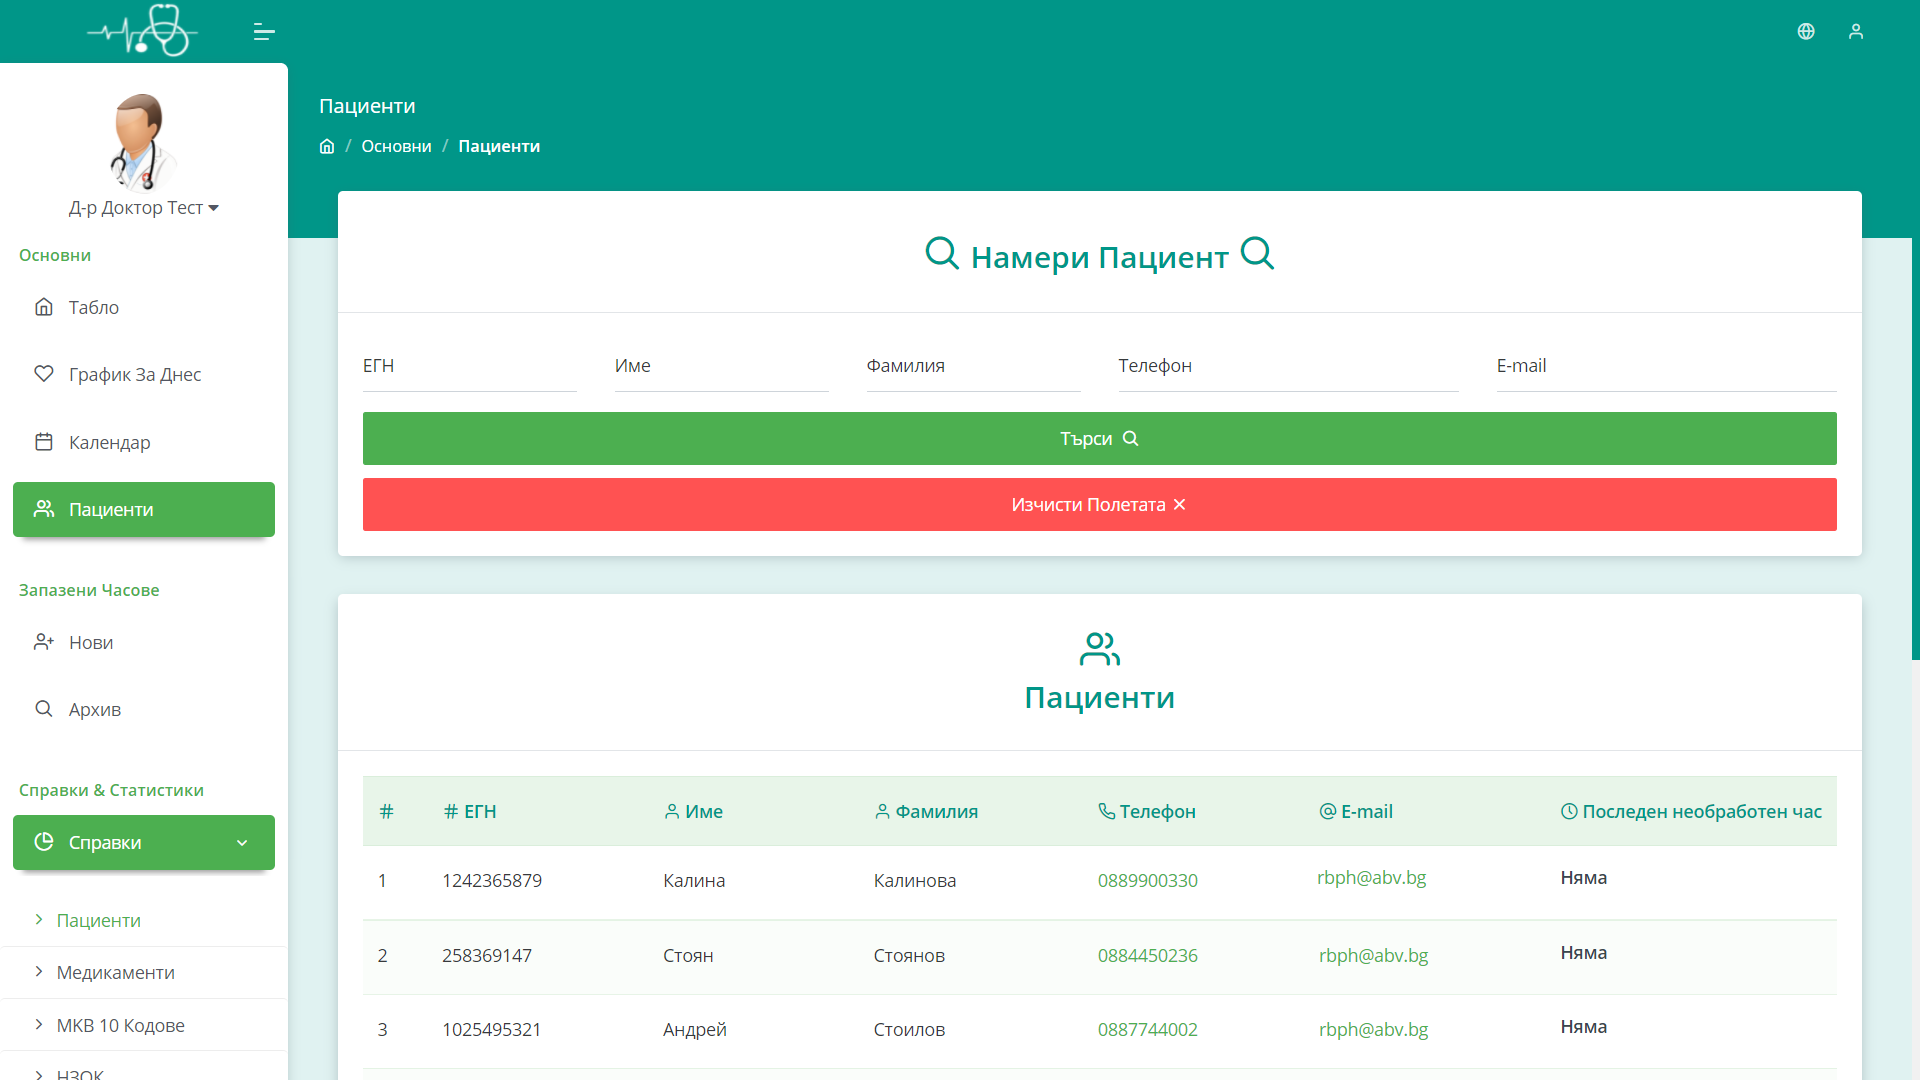 Пациенти
/ Основни / Пациенти
Д-р Доктор Тест
Основни
Табло
График За Днес
Календар
Пациенти
Запазени Часове
Нови
Архив
Справки & Статистики
Справки
Пациенти
Медикаменти
МКВ 10 Кодове
НЗОК
Намери Пациент
ЕГН Име Фамилия Телефон E-mail
Търси
Изчисти Полетата
Пациенти
# # ЕГН Име Фамилия Телефон E-mail Последен необработен час
1 1242365879 Калина Калинова 0889900330 rbph@abv.bg Няма
2 258369147 Стоян Стоянов 0884450236 rbph@abv.bg Няма
3 1025495321 Андрей Стоилов 0887744002 rbph@abv.bg Няма